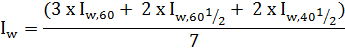 I_w = (3 x I_w,60 + 2 x I_w,60 1/2 + 2 x I_w,40 1/2) / 7